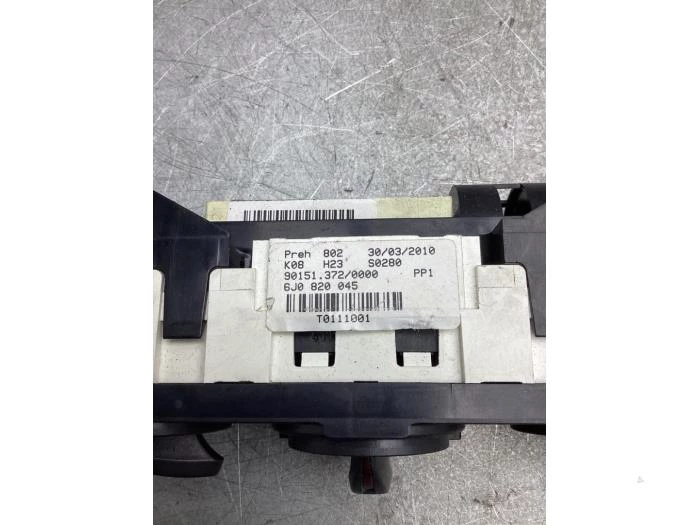 Preh 802 30/03/2010
K08 H23 S0280
90151.372/0000 PP1
6J0 820 045
T0111001